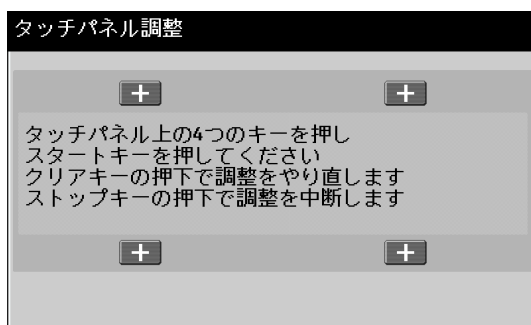 タッチパネル調整
+ +
タッチパネル上の4つのキーを押し
スタートキーを押してください
クリアキーの押下で調整をやり直します
ストップキーの押下で調整を中断します
+ +